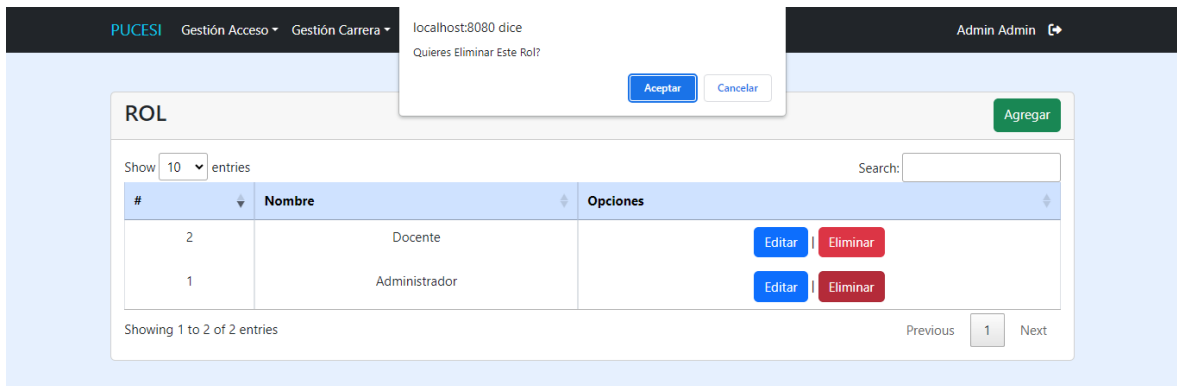 PUCESI Gestión Acceso Gestión Carrera Admin Admin
localhost:8080 dice
Quieres Eliminar Este Rol?
Aceptar Cancelar
ROL Agregar
Show 10 entries Search:
# Nombre Opciones
2 Docente Editar | Eliminar
1 Administrador Editar | Eliminar
Showing 1 to 2 of 2 entries Previous 1 Next